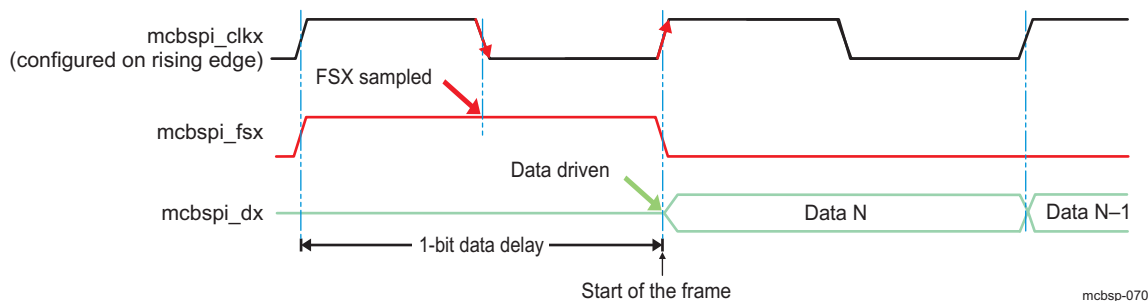 mcbspi_clkx
(configured on rising edge)
FSX sampled
mcbspi_fsx
Data driven
mcbspi_dx
Data N
Data N–1
1-bit data delay
Start of the frame
mcbsp-070